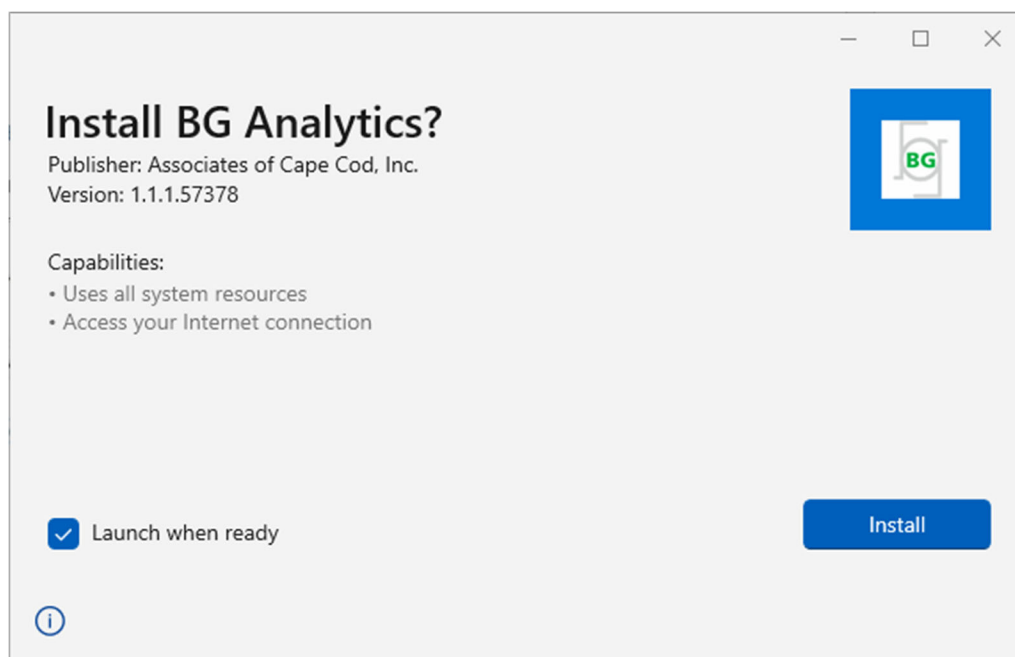 Install BG Analytics?
Publisher: Associates of Cape Cod, Inc.
Version: 1.1.1.57378
BG
Capabilities:
• Uses all system resources
• Access your Internet connection
Launch when ready
Install